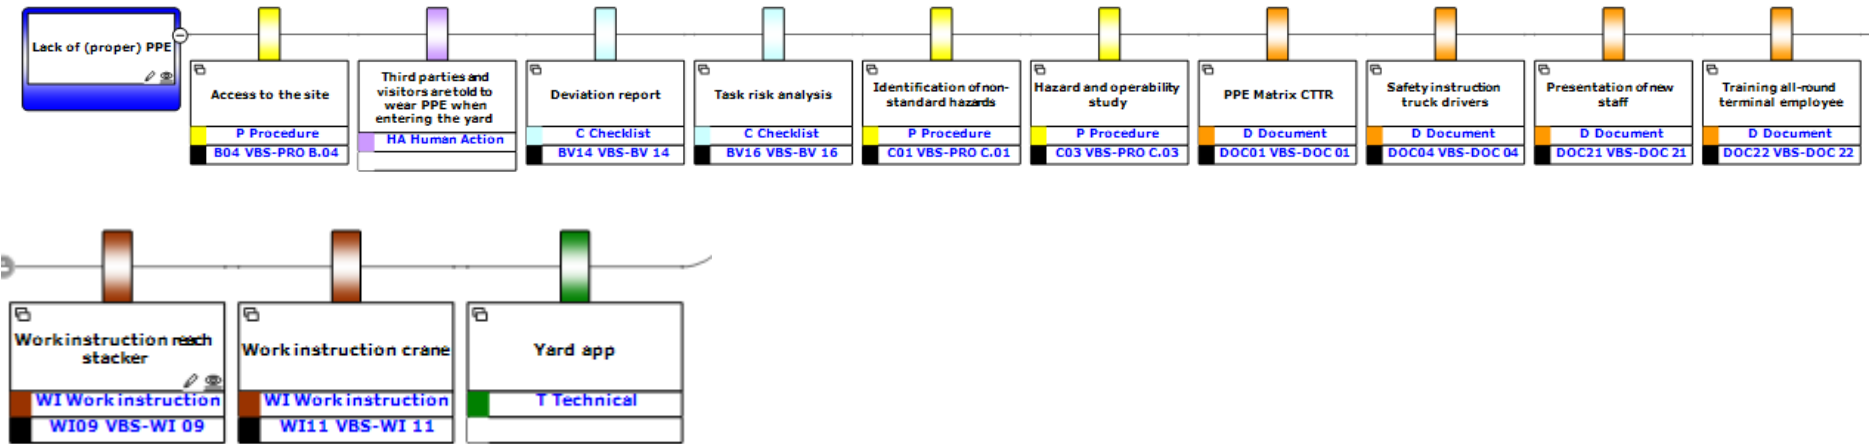 Lack of (proper) PPE
Access to the site
P Procedure
B04 VBS-PRO B.04
Third parties and
visitors are told to
wear PPE when
entering the yard
HA Human Action
Deviation report
C Checklist
BV14 VBS-BV 14
Task risk analysis
C Checklist
BV16 VBS-BV 16
Identification of non-
standard hazards
P Procedure
C01 VBS-PRO C.01
Hazard and operability
study
P Procedure
C03 VBS-PRO C.03
PPE Matrix CTTR
D Document
DOC01 VBS-DOC 01
Safety instruction
truck drivers
D Document
DOC04 VBS-DOC 04
Presentation of new
staff
D Document
DOC21 VBS-DOC 21
Training all-round
terminal employee
D Document
DOC22 VBS-DOC 22
Work instruction reach
stacker
WI Work instruction
WI09 VBS-WI 09
Work instruction crane
WI Work instruction
WI11 VBS-WI 11
Yard app
T Technical